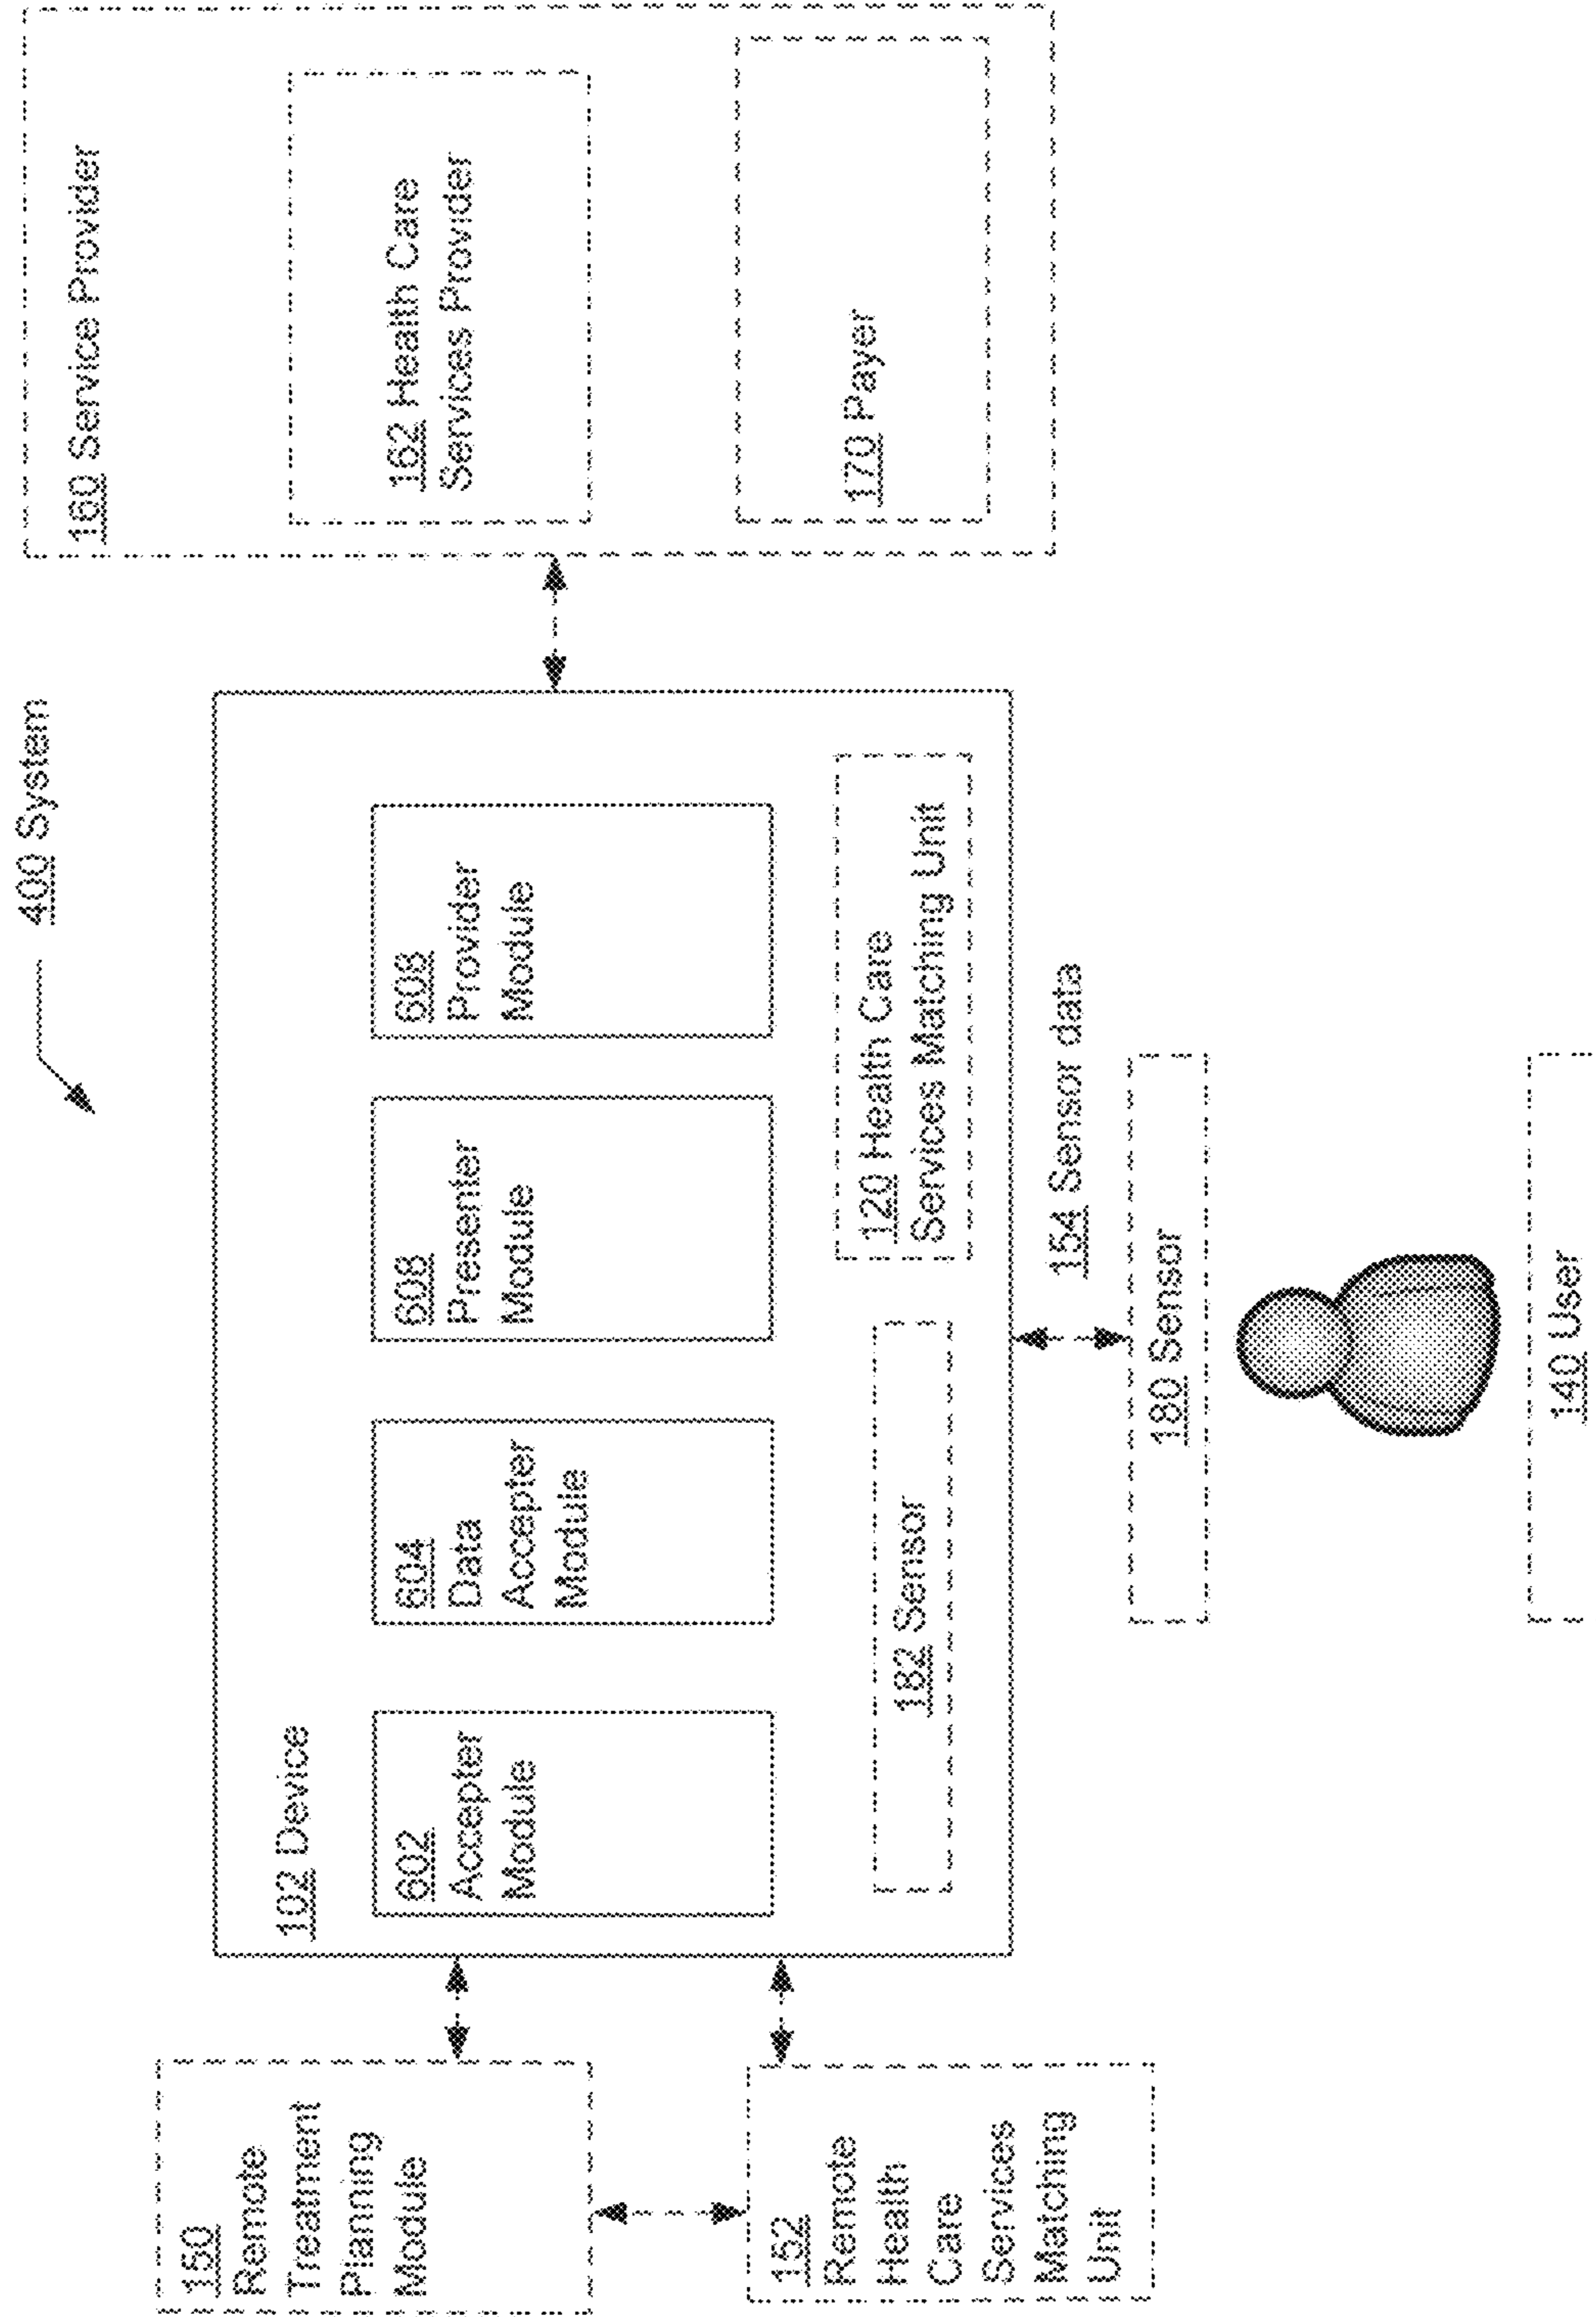 400 System
150
Remote
Treatment
Planning
Module
152
Remote
Health
Care
Services
Matching
Unit
102 Device
602
Accepter
Module
604
Data
Accepter
Module
608
Presenter
Module
608
Provider
Module
182 Sensor
120 Health Care
Services Matching Unit
154 Sensor data
180 Sensor
140 User
160 Service Provider
162 Health Care
Services Provider
170 Payer